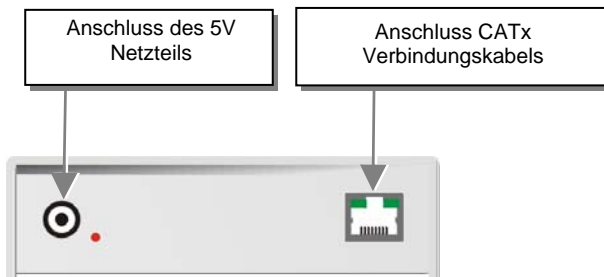 Anschluss des 5V
Netzteils
Anschluss CATx
Verbindungskabels